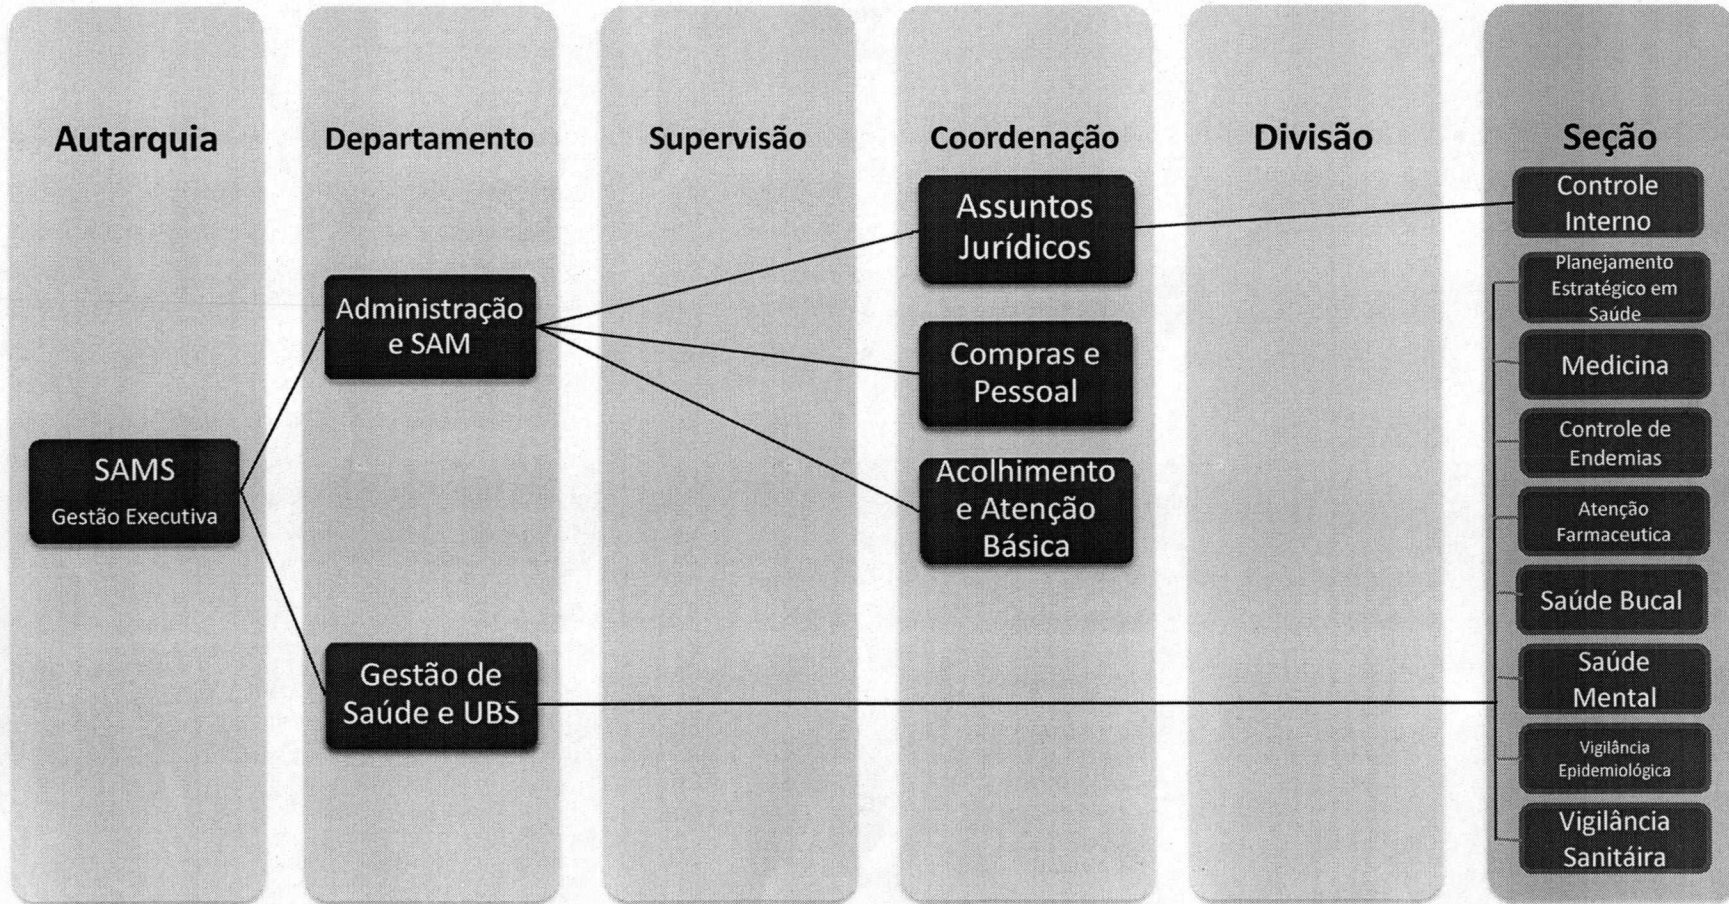 Autarquia
Departamento
Supervisão
Coordenação
Divisão
Seção
SAMS
Gestão Executiva
Administração
e SAM
Gestão de
Saúde e UBS
Assuntos
Jurídicos
Compras e
Pessoal
Acolhimento
e Atenção
Básica
Controle
Interno
Planejamento
Estratégico em
Saúde
Medicina
Controle de
Endemias
Atenção
Farmaceutica
Saúde Bucal
Saúde
Mental
Vigilância
Epidemiológica
Vigilância
Sanitáira